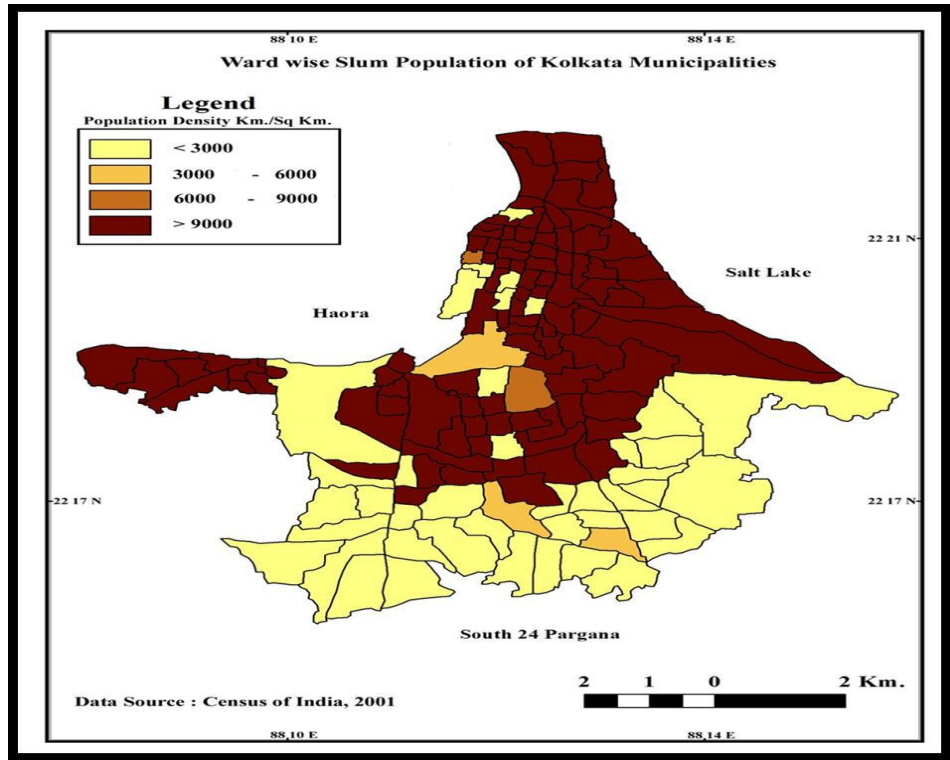 88 10 E
88 14 E
Ward wise Slum Population of Kolkata Municipalities
Legend
Population Density Km./Sq Km.
< 3000
3000 - 6000
6000 - 9000
> 9000
22 21 N
Salt Lake
Haora
22 17 N
22 17 N
South 24 Pargana
2 1 0 2 Km.
Data Source : Census of India, 2001
88 10 E
88 14 E